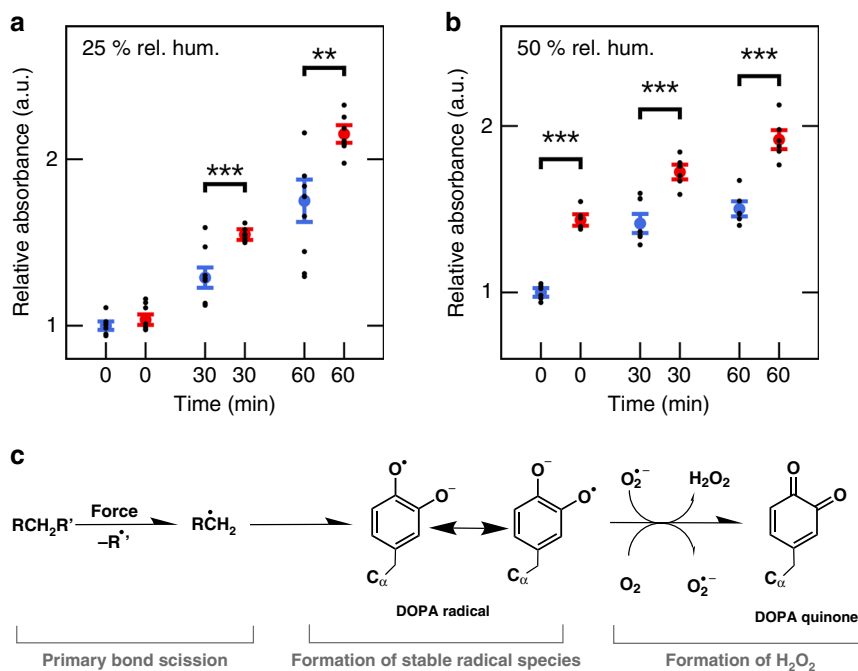 a
25 % rel. hum.
Relative absorbance (a.u.)
2
1
***
**
0 0 30 30 60 60
Time (min)
b
50 % rel. hum.
Relative absorbance (a.u.)
2
1
***
***
***
0 0 30 30 60 60
Time (min)
c
RCH₂R’
Force
–R•’
RĊH₂
O•
O⁻
Cα
O⁻
O•
Cα
DOPA radical
O₂•⁻
H₂O₂
O₂
O₂•⁻
O
O
Cα
DOPA quinone
Primary bond scission
Formation of stable radical species
Formation of H₂O₂